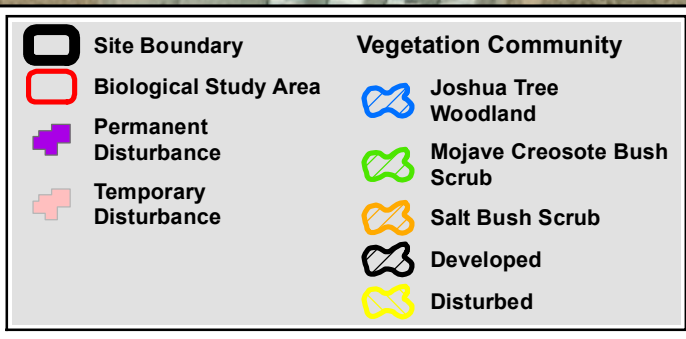 Site Boundary
Biological Study Area
Permanent
Disturbance
Temporary
Disturbance
Vegetation Community
Joshua Tree
Woodland
Mojave Creosote Bush
Scrub
Salt Bush Scrub
Developed
Disturbed